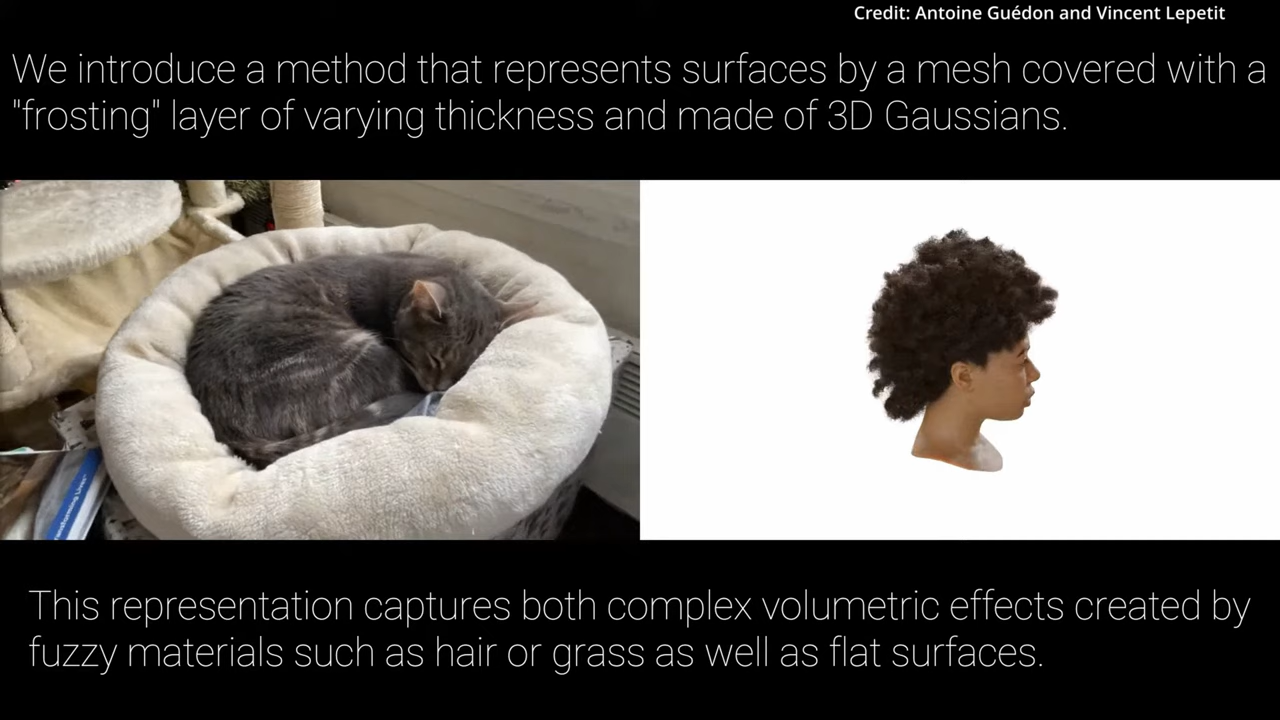 Credit: Antoine Guédon and Vincent Lepetit
We introduce a method that represents surfaces by a mesh covered with a
"frosting" layer of varying thickness and made of 3D Gaussians.
This representation captures both complex volumetric effects created by
fuzzy materials such as hair or grass as well as flat surfaces.